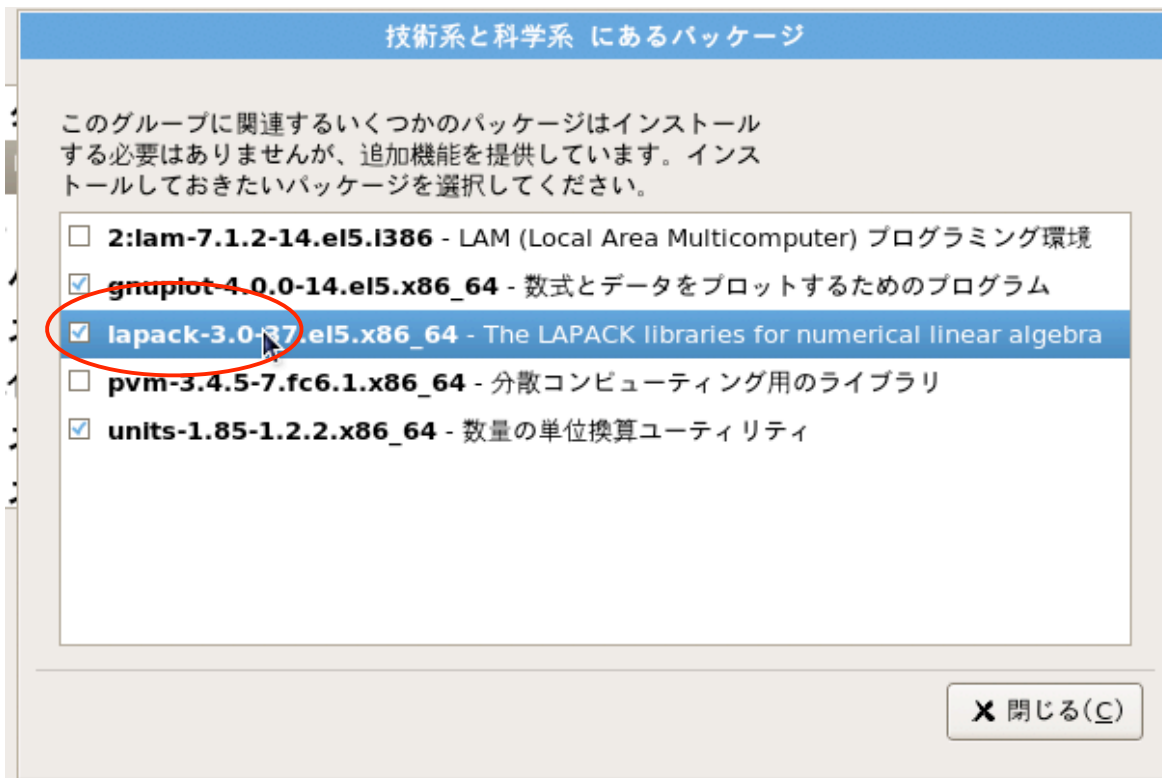 技術系と科学系 にあるパッケージ
このグループに関連するいくつかのパッケージはインストール
する必要はありませんが、追加機能を提供しています。インス
トールしておきたいパッケージを選択してください。
2:lam-7.1.2-14.el5.i386 - LAM (Local Area Multicomputer) プログラミング環境
gnuplot-4.0.0-14.el5.x86_64 - 数式とデータをプロットするためのプログラム
lapack-3.0-37.el5.x86_64 - The LAPACK libraries for numerical linear algebra
pvm-3.4.5-7.fc6.1.x86_64 - 分散コンピューティング用のライブラリ
units-1.85-1.2.2.x86_64 - 数量の単位換算ユーティリティ
閉じる(C)